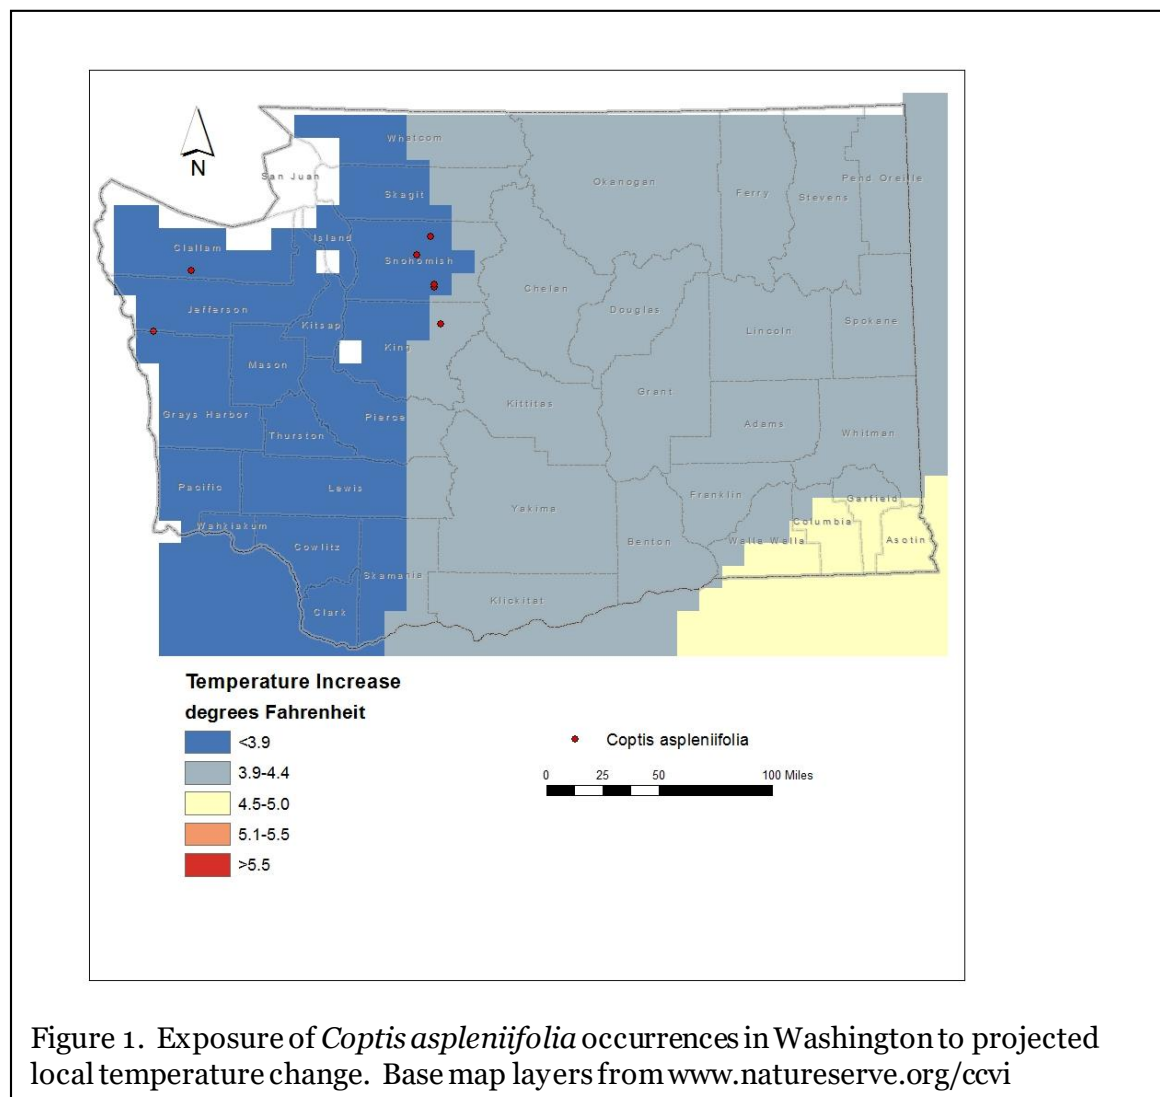 N
Whatcom
San Juan
Skagit
Okanogan
Ferry
Stevens
Pend Oreille
Clallam
Island
Snohomish
Chelan
Jefferson
Douglas
Kitsap
Lincoln
Spokane
King
Mason
Grant
Kittitas
Grays Harbor
Pierce
Adams
Thurston
Whitman
Pacific
Lewis
Franklin
Garfield
Yakima
Columbia
Wahkiakum
Walla Walla
Asotin
Benton
Cowlitz
Skamania
Clark
Klickitat
Temperature Increase
degrees Fahrenheit
<3.9
3.9-4.4
4.5-5.0
5.1-5.5
>5.5
Coptis aspleniifolia
0 25 50 100 Miles
Figure 1. Exposure of Coptis aspleniifolia occurrences in Washington to projected
local temperature change. Base map layers from www.natureserve.org/ccvi